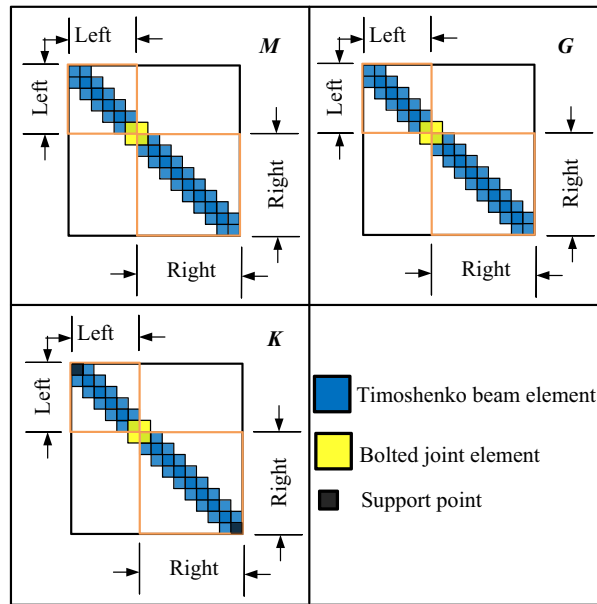 Left
M
Left
Right
Right
Left
G
Left
Right
Right
Left
K
Left
Right
Right
Timoshenko beam element
Bolted joint element
Support point